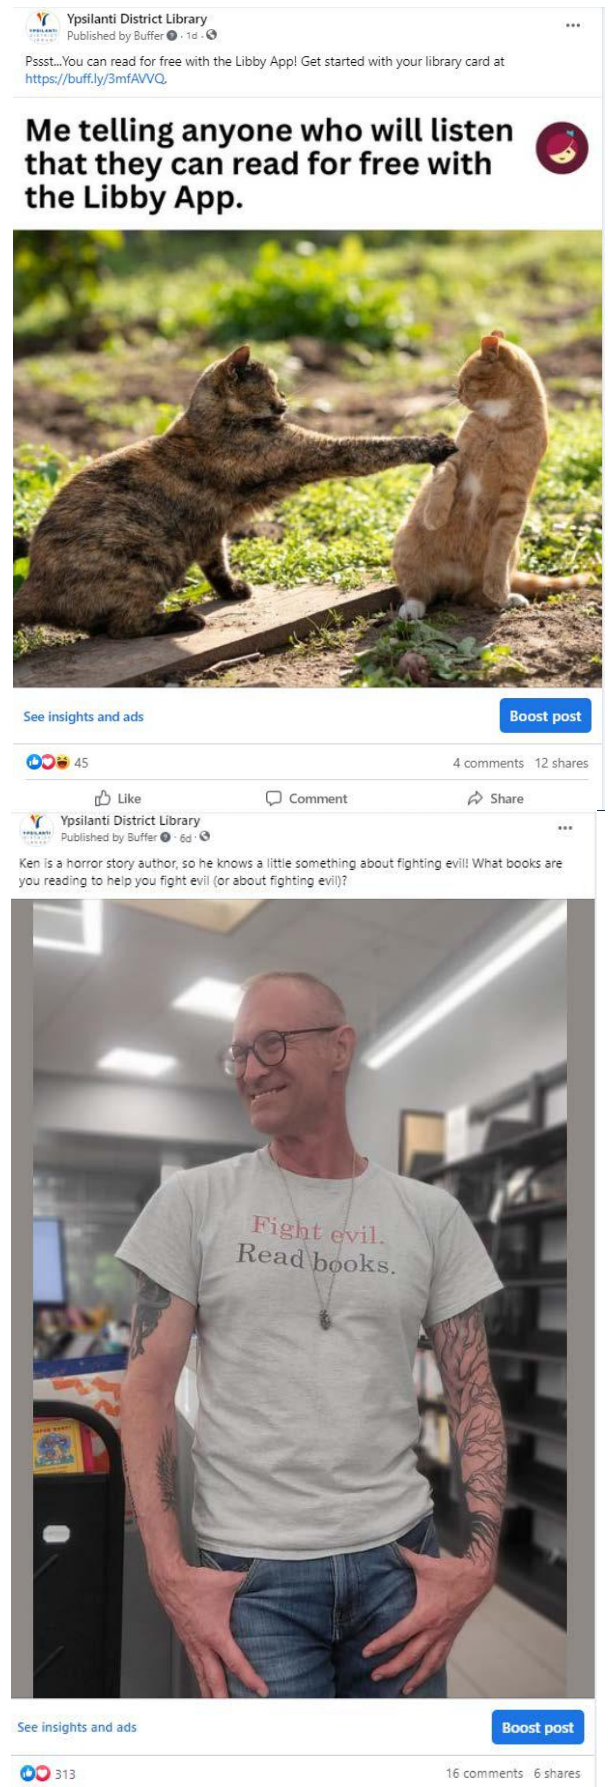 Ypsilanti District Library
Published by Buffer · 1d ·
Pssst...You can read for free with the Libby App! Get started with your library card at
https://buff.ly/3mfAVVQ.
Me telling anyone who will listen
that they can read for free with
the Libby App.
See insights and ads
Boost post
45
4 comments 12 shares
Like
Comment
Share
Ypsilanti District Library
Published by Buffer · 6d ·
Ken is a horror story author, so he knows a little something about fighting evil! What books are
you reading to help you fight evil (or about fighting evil)?
Fight evil.
Read books.
See insights and ads
Boost post
313
16 comments 6 shares